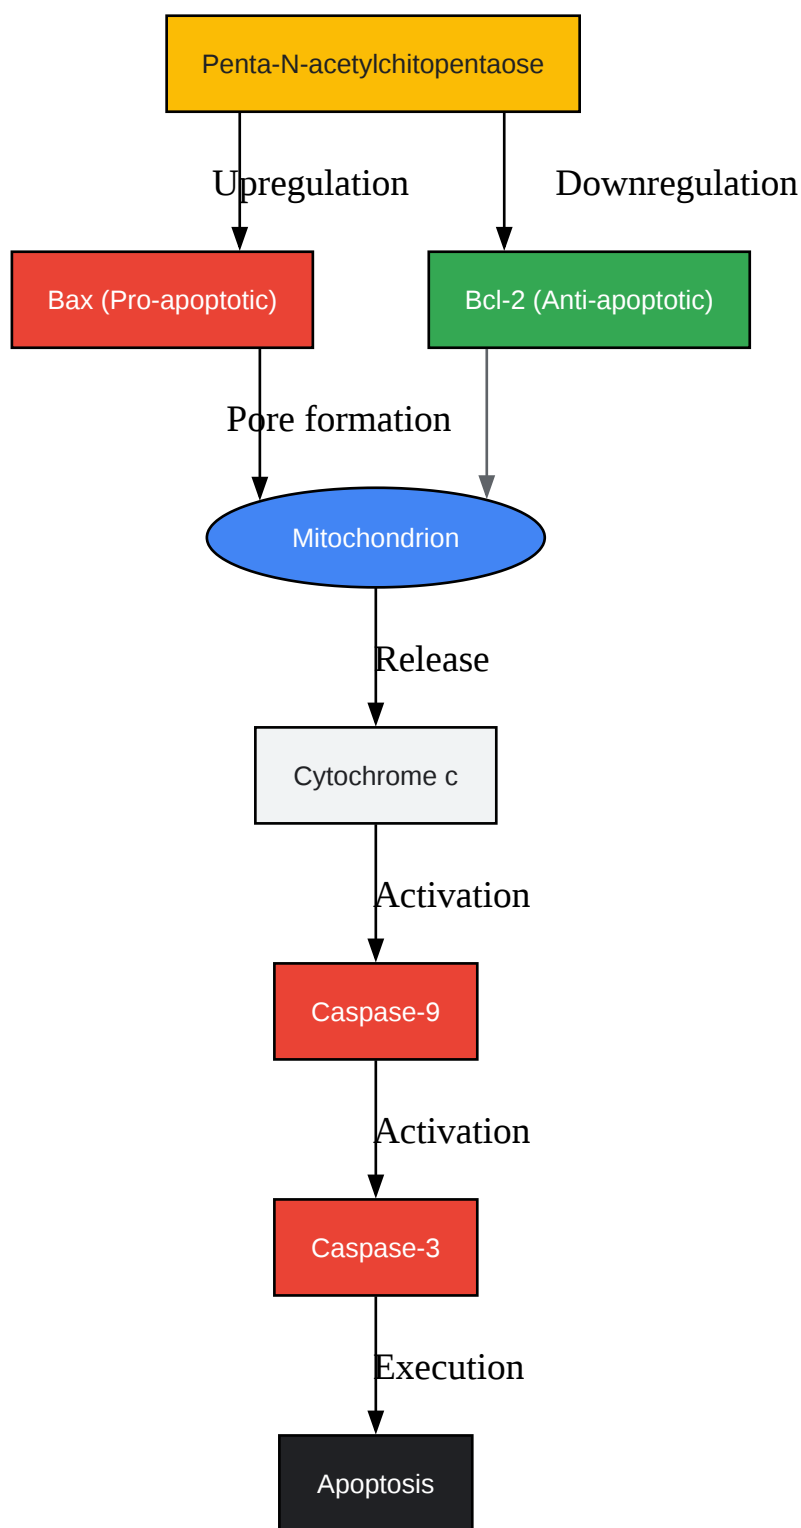 Penta-N-acetylchitopentaose
Upregulation
Downregulation
Bax (Pro-apoptotic)
Bcl-2 (Anti-apoptotic)
Pore formation
Mitochondrion
Release
Cytochrome c
Activation
Caspase-9
Activation
Caspase-3
Execution
Apoptosis